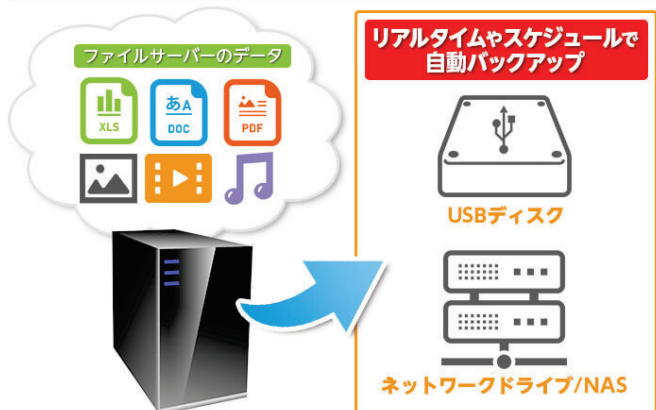 ファイルサーバーのデータ
XLS
あA
DOC
PDF
リアルタイムやスケジュールで
自動バックアップ
USBディスク
ネットワークドライブ/NAS